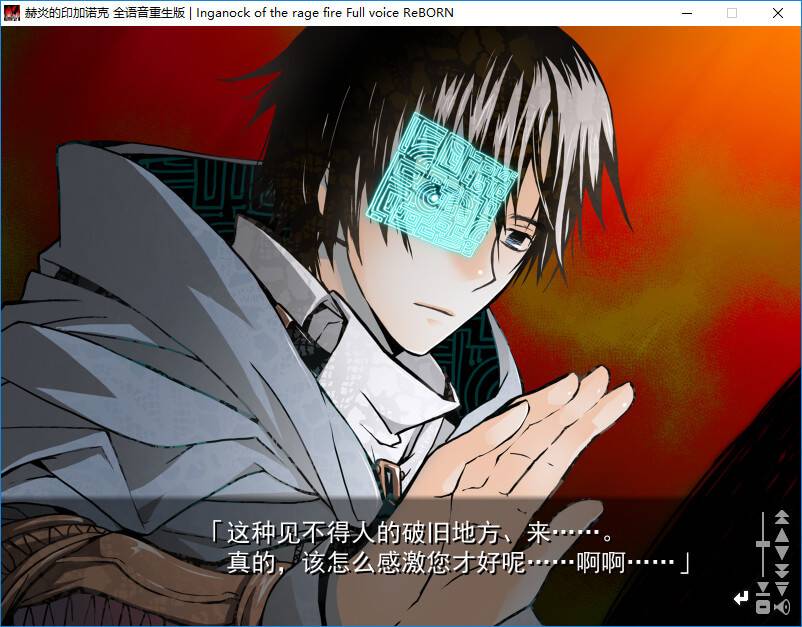 赫炎的印加诺克 全语音重生版 | Inganock of the rage fire Full voice ReBORN
「这种见不得人的破旧地方、来……。
真的，该怎么感激您才好呢……啊啊……」